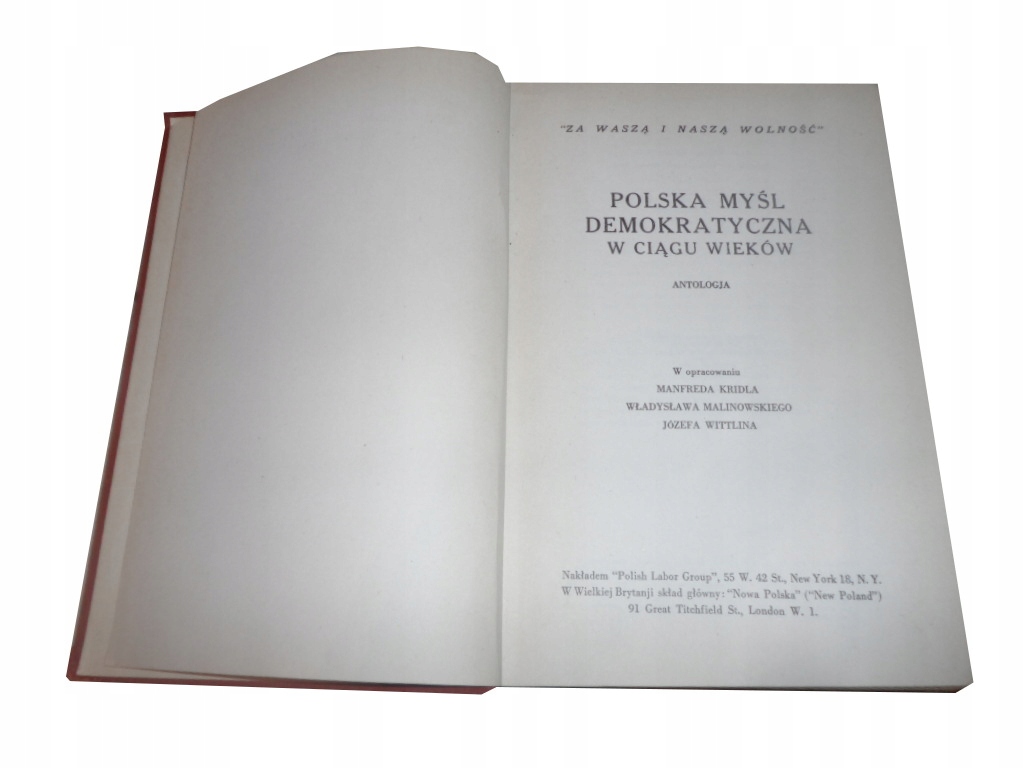 "ZA WASZĄ I NASZĄ WOLNOŚĆ"
POLSKA MYŚL
DEMOKRATYCZNA
W CIĄGU WIEKÓW
ANTOLOGJA
W opracowaniu
MANFREDA KRIDLA
WŁADYSŁAWA MALINOWSKIEGO
JÓZEFA WITTLINA
Nakładem "Polish Labor Group", 55 W. 42 St., New York 18, N. Y.
W Wielkiej Brytanji skład główny: "Nowa Polska" ("New Poland")
91 Great Titchfield St., London W. 1.